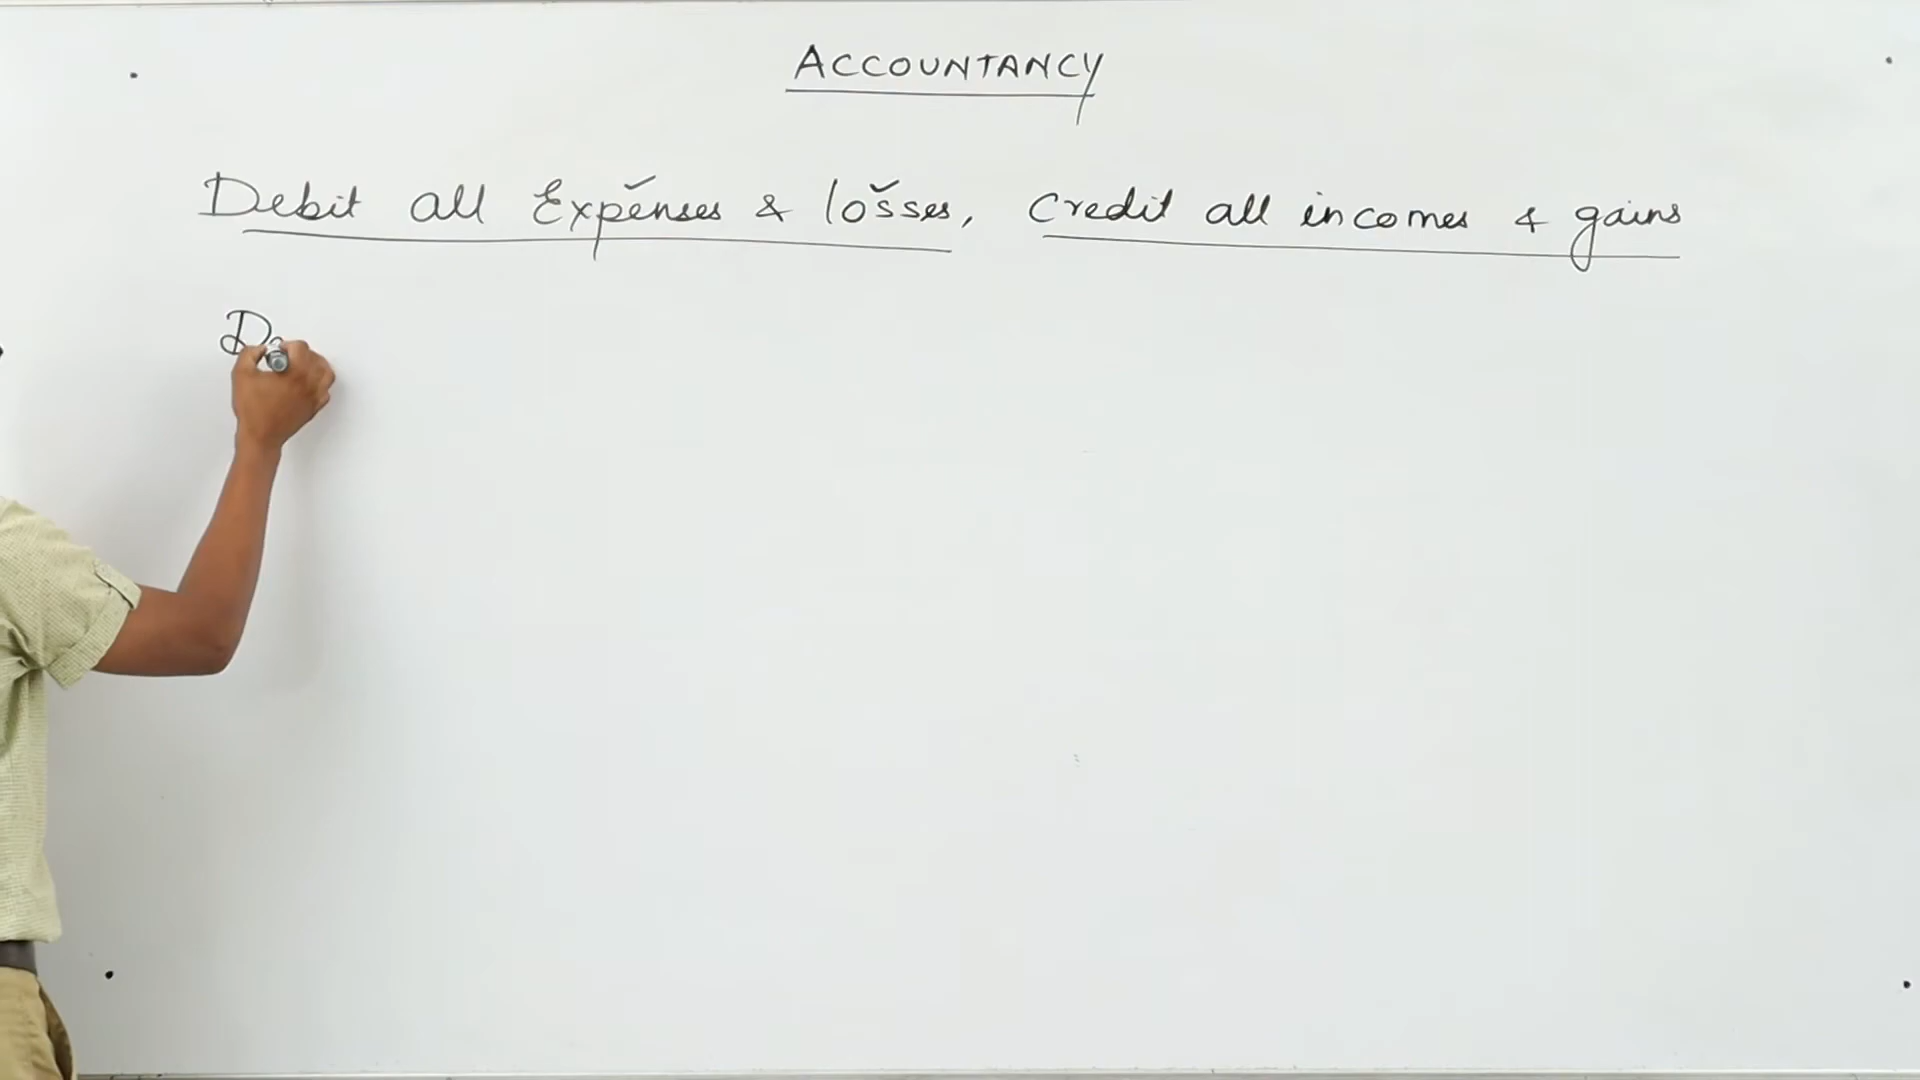 ACCOUNTANCY
Debit all Expenses & losses, Credit all incomes & gains